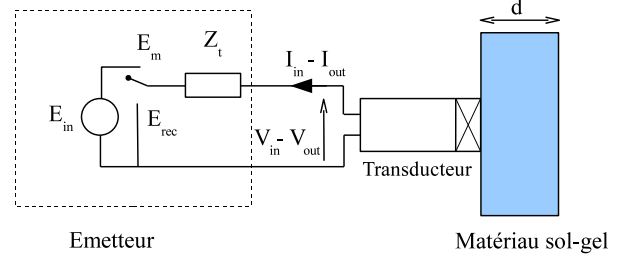 d
E_m
Z_t
I_in - I_out
E_in
E_rec
V_in - V_out
Transducteur
Emetteur
Matériau sol-gel